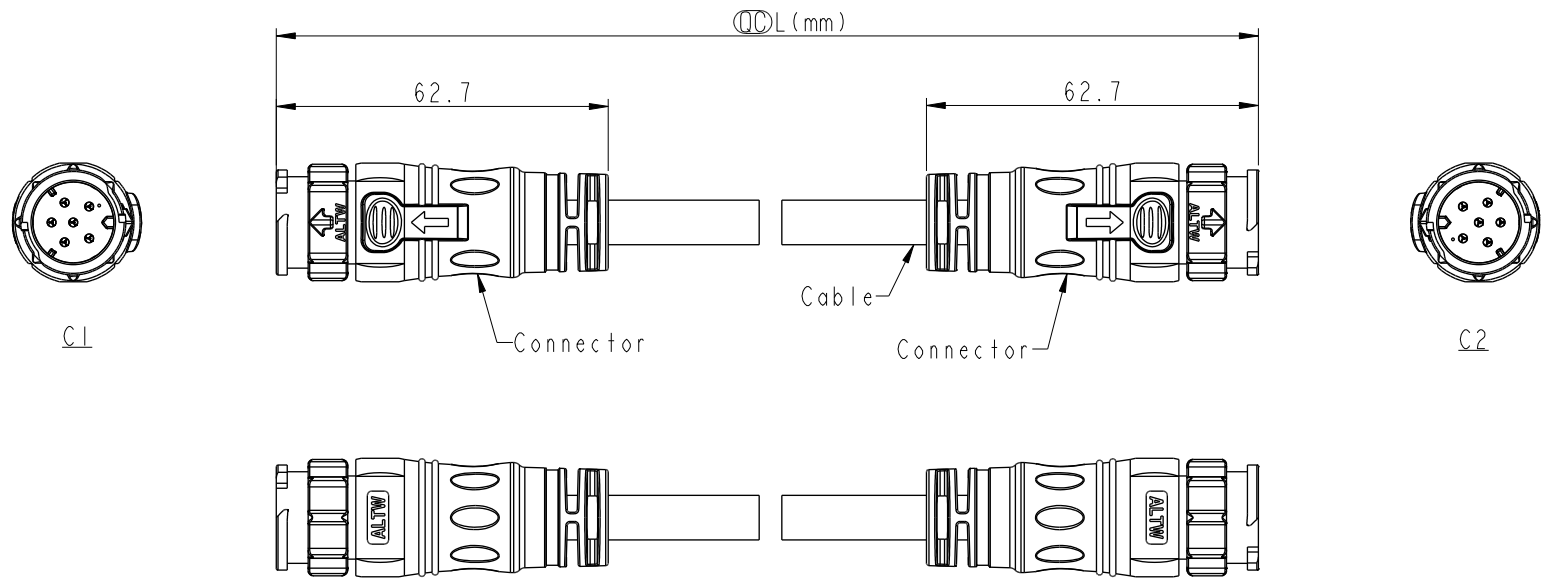 QC L(mm)
62.7
62.7
ALTW
ALTW
Cable
Connector
Connector
C1
C2
ALTW
ALTW